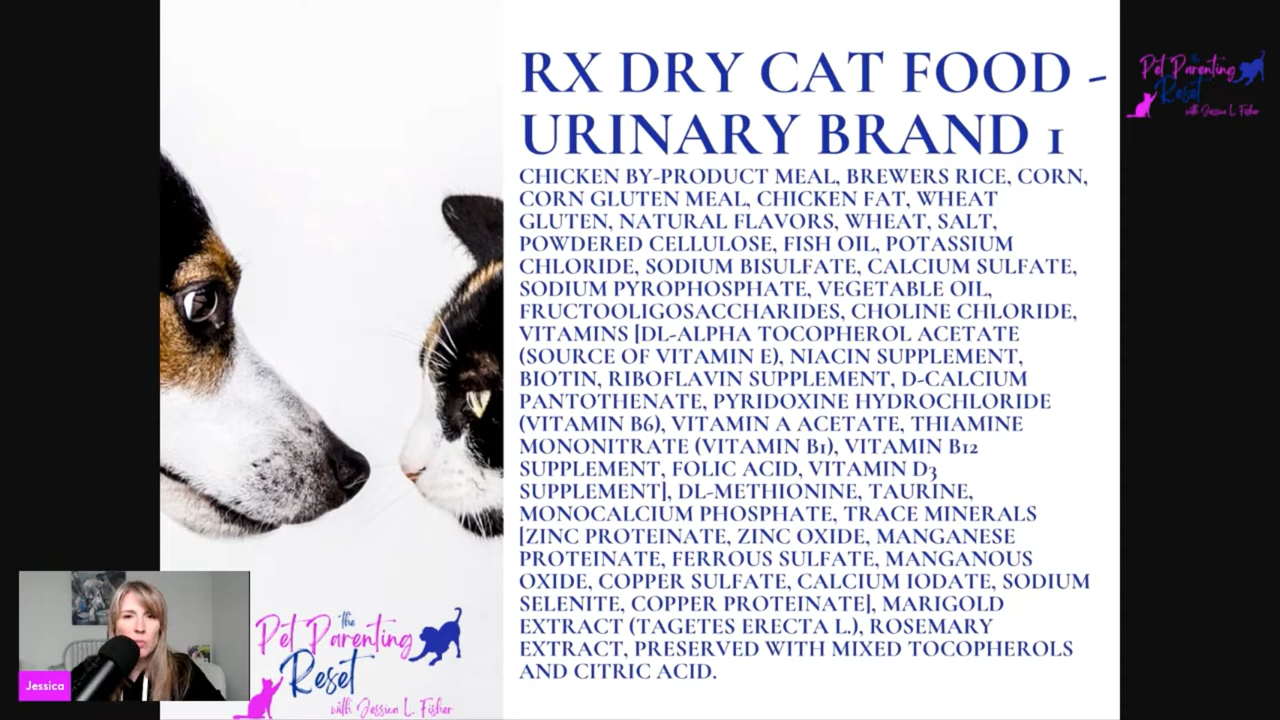 RX DRY CAT FOOD -
URINARY BRAND 1
CHICKEN BY-PRODUCT MEAL, BREWERS RICE, CORN,
CORN GLUTEN MEAL, CHICKEN FAT, WHEAT
GLUTEN, NATURAL FLAVORS, WHEAT, SALT,
POWDERED CELLULOSE, FISH OIL, POTASSIUM
CHLORIDE, SODIUM BISULFATE, CALCIUM SULFATE,
SODIUM PYROPHOSPHATE, VEGETABLE OIL,
FRUCTOOLIGOSACCHARIDES, CHOLINE CHLORIDE,
VITAMINS [DL-ALPHA TOCOPHEROL ACETATE
(SOURCE OF VITAMIN E), NIACIN SUPPLEMENT,
BIOTIN, RIBOFLAVIN SUPPLEMENT, D-CALCIUM
PANTOTHENATE, PYRIDOXINE HYDROCHLORIDE
(VITAMIN B6), VITAMIN A ACETATE, THIAMINE
MONONITRATE (VITAMIN B1), VITAMIN B12
SUPPLEMENT, FOLIC ACID, VITAMIN D3
SUPPLEMENT], DL-METHIONINE, TAURINE,
MONOCALCIUM PHOSPHATE, TRACE MINERALS
[ZINC PROTEINATE, ZINC OXIDE, MANGANESE
PROTEINATE, FERROUS SULFATE, MANGANOUS
OXIDE, COPPER SULFATE, CALCIUM IODATE, SODIUM
SELENITE, COPPER PROTEINATE], MARIGOLD
EXTRACT (TAGETES ERECTA L.), ROSEMARY
EXTRACT, PRESERVED WITH MIXED TOCOPHEROLS
AND CITRIC ACID.
the
Pet Parenting
Reset
with Jessica L. Fisher
the
Pet Parenting
Reset
with Jessica L. Fisher
Jessica